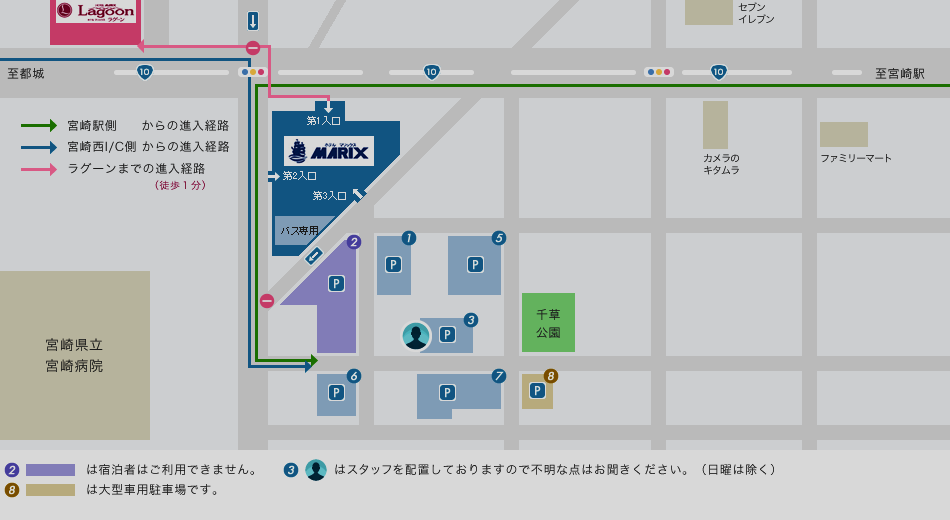 MARIX
Lagoon
ラグーン
セブン
イレブン
至都城
10
10
10
至宮崎駅
宮崎駅側 からの進入経路
宮崎西I/C側 からの進入経路
ラグーンまでの進入経路
(徒歩1分)
第1入口
ホテル マリックス
MARIX
第2入口
第3入口
バス専用
カメラの
キタムラ
ファミリーマート
2
P
1
P
5
P
3
P
千草
公園
宮崎県立
宮崎病院
6
P
7
P
8
P
2 は宿泊者はご利用できません。
3 はスタッフを配置しておりますので不明な点はお聞きください。(日曜は除く)
8 は大型車用駐車場です。